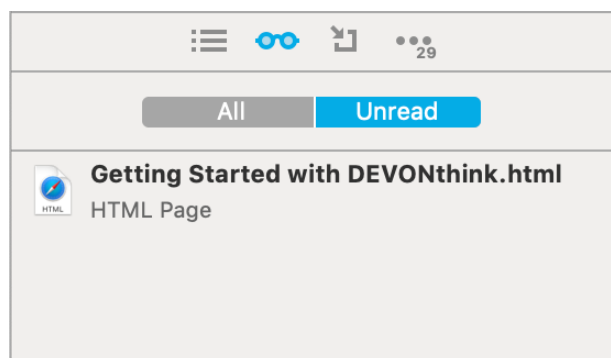 29
All Unread
Getting Started with DEVONthink.html
HTML
HTML Page